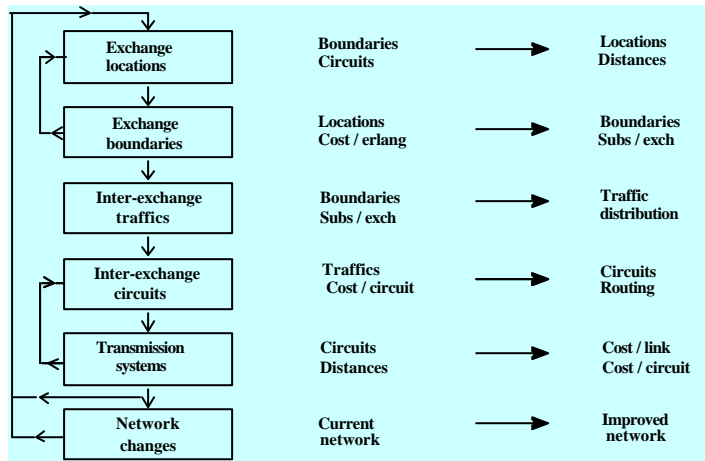 Exchange
locations
Boundaries
Circuits
Locations
Distances
Exchange
boundaries
Locations
Cost / erlang
Boundaries
Subs / exch
Inter-exchange
traffics
Boundaries
Subs / exch
Traffic
distribution
Inter-exchange
circuits
Traffics
Cost / circuit
Circuits
Routing
Transmission
systems
Circuits
Distances
Cost / link
Cost / circuit
Network
changes
Current
network
Improved
network